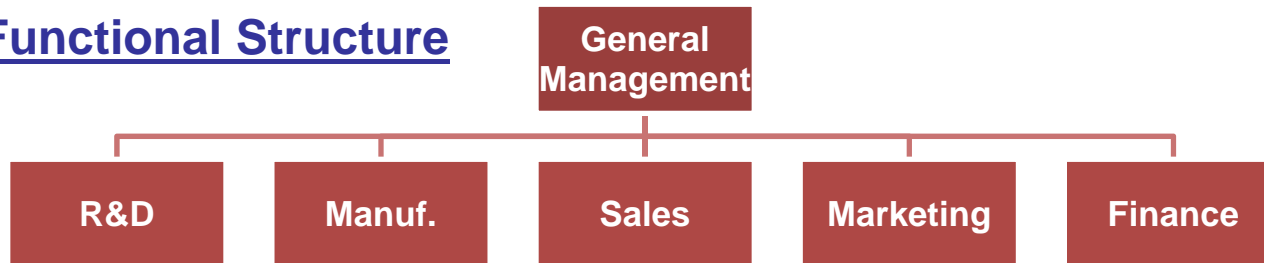 Functional Structure
General
Management
R&D
Manuf.
Sales
Marketing
Finance